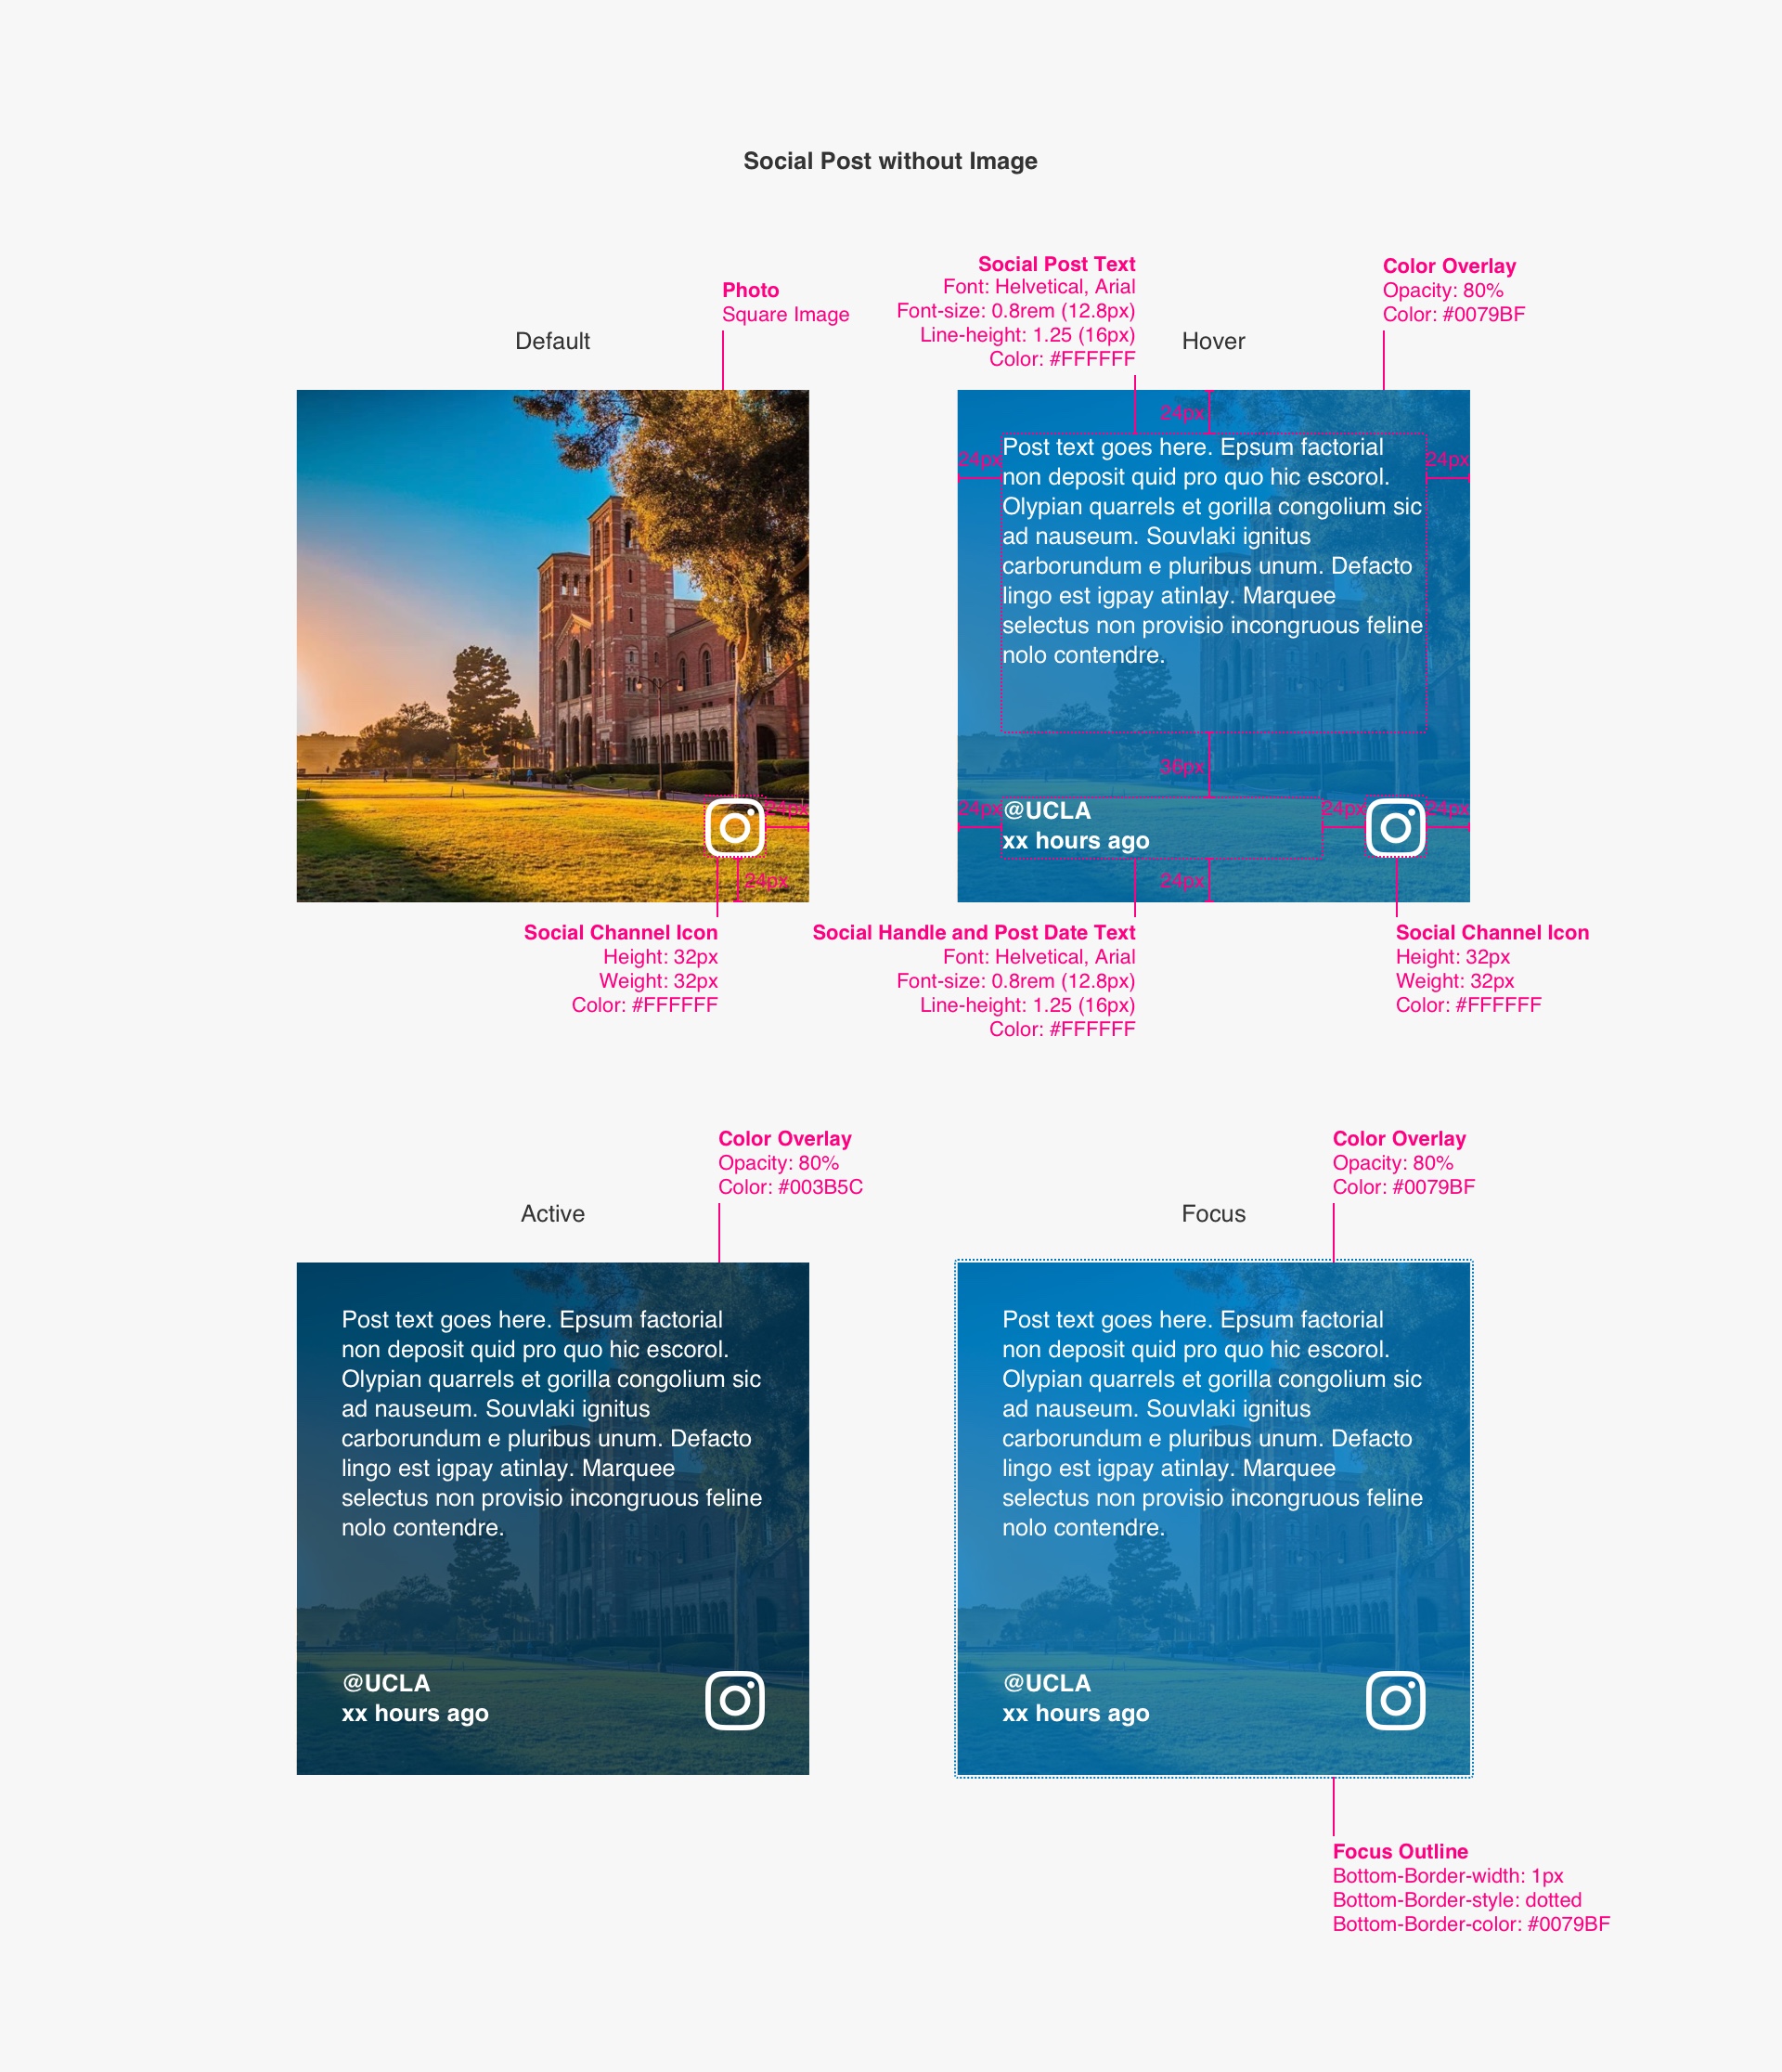 Social Post without Image
Photo
Square Image
Default
Social Post Text
Font: Helvetical, Arial
Font-size: 0.8rem (12.8px)
Line-height: 1.25 (16px)
Color: #FFFFFF
Hover
Color Overlay
Opacity: 80%
Color: #0079BF
24px
24px
Social Channel Icon
Height: 32px
Weight: 32px
Color: #FFFFFF
24px
24px
24px
Post text goes here. Epsum factorial
non deposit quid pro quo hic escorol.
Olypian quarrels et gorilla congolium sic
ad nauseum. Souvlaki ignitus
carborundum e pluribus unum. Defacto
lingo est igpay atinlay. Marquee
selectus non provisio incongruous feline
nolo contendre.
36px
24px
@UCLA
xx hours ago
24px
24px
24px
Social Handle and Post Date Text
Font: Helvetical, Arial
Font-size: 0.8rem (12.8px)
Line-height: 1.25 (16px)
Color: #FFFFFF
Social Channel Icon
Height: 32px
Weight: 32px
Color: #FFFFFF
Color Overlay
Opacity: 80%
Color: #003B5C
Active
Post text goes here. Epsum factorial
non deposit quid pro quo hic escorol.
Olypian quarrels et gorilla congolium sic
ad nauseum. Souvlaki ignitus
carborundum e pluribus unum. Defacto
lingo est igpay atinlay. Marquee
selectus non provisio incongruous feline
nolo contendre.
@UCLA
xx hours ago
Color Overlay
Opacity: 80%
Color: #0079BF
Focus
Post text goes here. Epsum factorial
non deposit quid pro quo hic escorol.
Olypian quarrels et gorilla congolium sic
ad nauseum. Souvlaki ignitus
carborundum e pluribus unum. Defacto
lingo est igpay atinlay. Marquee
selectus non provisio incongruous feline
nolo contendre.
@UCLA
xx hours ago
Focus Outline
Bottom-Border-width: 1px
Bottom-Border-style: dotted
Bottom-Border-color: #0079BF